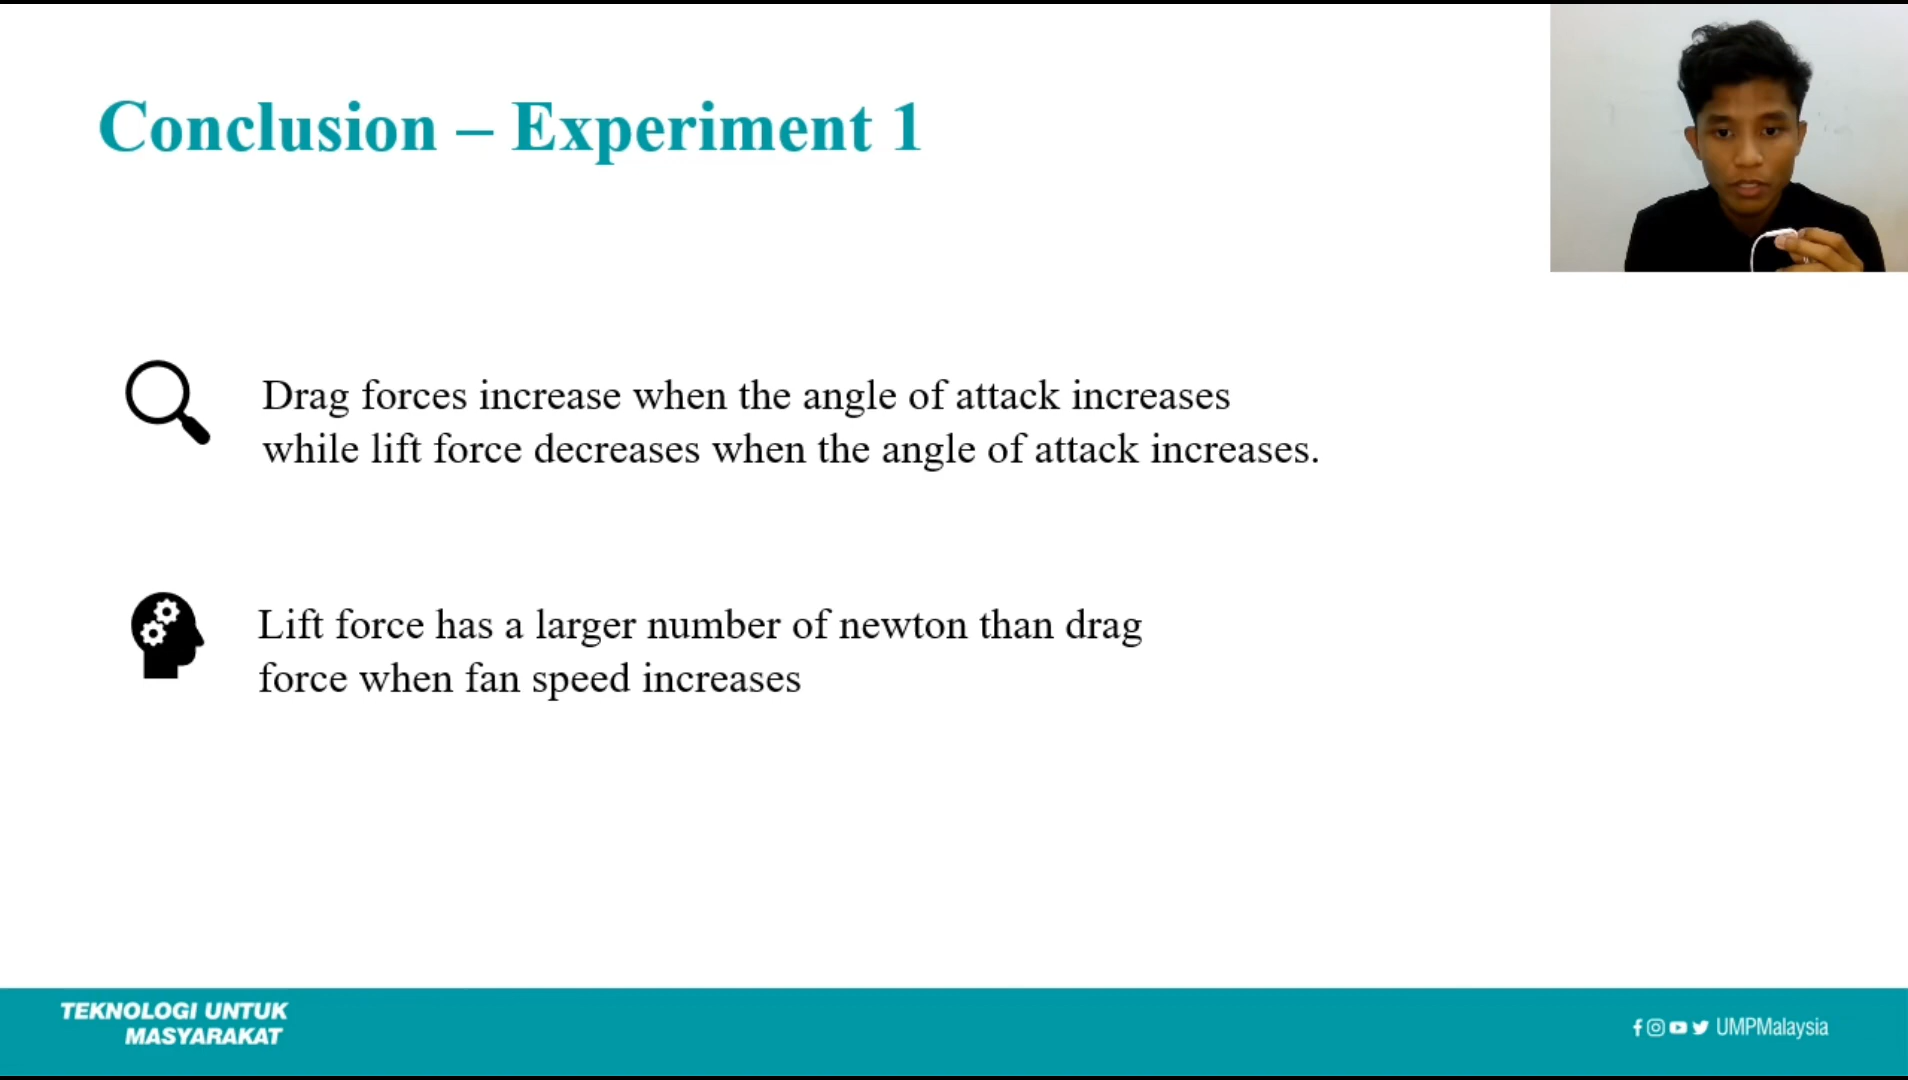 Conclusion – Experiment 1
Drag forces increase when the angle of attack increases
while lift force decreases when the angle of attack increases.
Lift force has a larger number of newton than drag
force when fan speed increases
TEKNOLOGI UNTUK
MASYARAKAT
UMPMalaysia